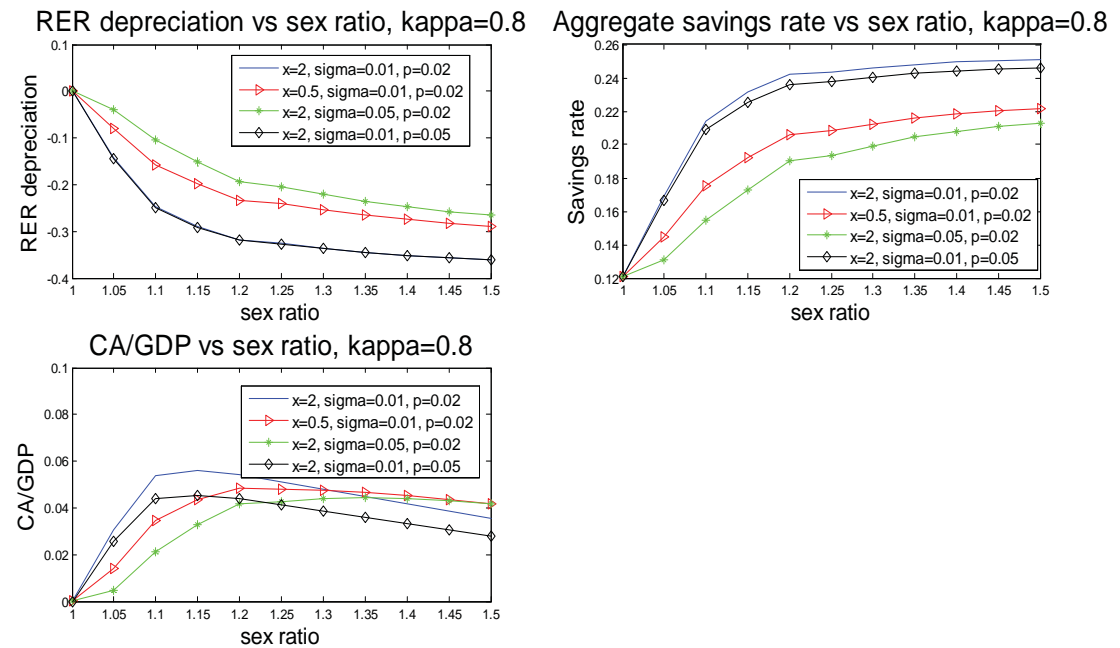 RER depreciation vs sex ratio, kappa=0.8
0.1
0
-0.1
-0.2
-0.3
-0.4
RER depreciation
x=2, sigma=0.01, p=0.02
x=0.5, sigma=0.01, p=0.02
x=2, sigma=0.05, p=0.02
x=2, sigma=0.01, p=0.05
1 1.05 1.1 1.15 1.2 1.25 1.3 1.35 1.4 1.45 1.5
sex ratio
Aggregate savings rate vs sex ratio, kappa=0.8
0.26
0.24
0.22
0.2
0.18
0.16
0.14
0.12
Savings rate
x=2, sigma=0.01, p=0.02
x=0.5, sigma=0.01, p=0.02
x=2, sigma=0.05, p=0.02
x=2, sigma=0.01, p=0.05
1 1.05 1.1 1.15 1.2 1.25 1.3 1.35 1.4 1.45 1.5
sex ratio
CA/GDP vs sex ratio, kappa=0.8
0.1
0.08
0.06
0.04
0.02
0
CA/GDP
x=2, sigma=0.01, p=0.02
x=0.5, sigma=0.01, p=0.02
x=2, sigma=0.05, p=0.02
x=2, sigma=0.01, p=0.05
1 1.05 1.1 1.15 1.2 1.25 1.3 1.35 1.4 1.45 1.5
sex ratio